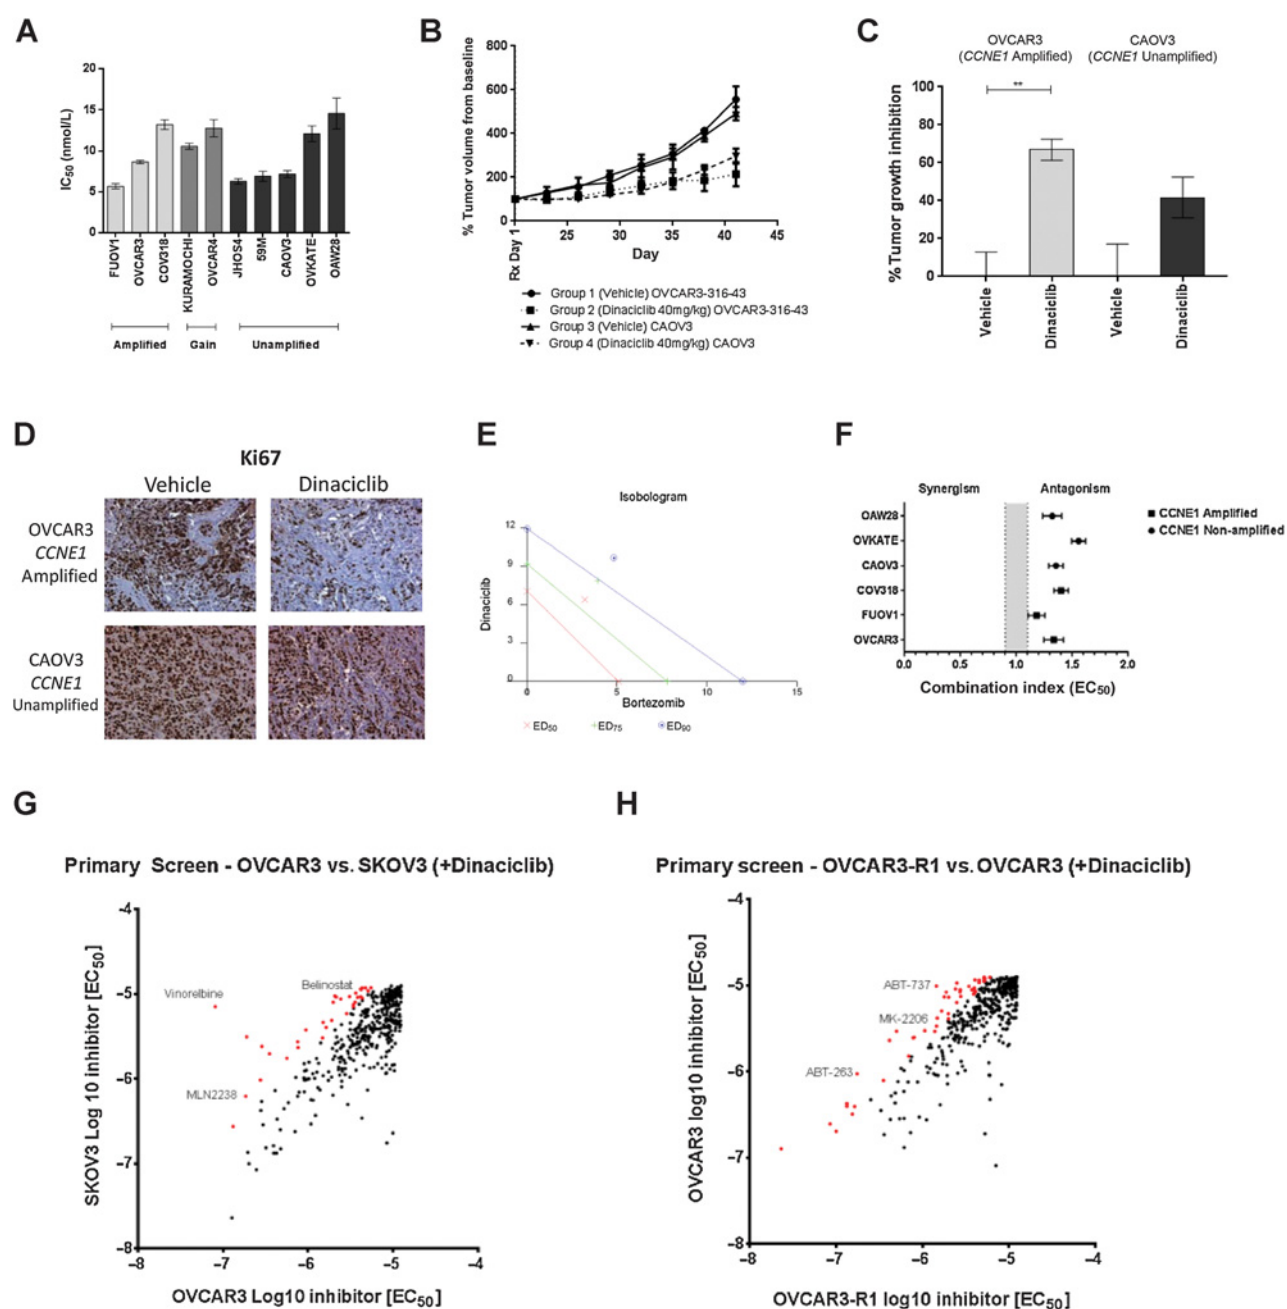 A
IC50 (nmol/L)
20
15
10
5
0
FUOV1
OVCAR3
COV318
KURAMOCHI
OVCAR4
JHOS4
59M
CAOV3
OVKATE
OAW28
Amplified
Gain
Unamplified
B
% Tumor volume from baseline
800
600
400
200
0
Rx Day 1
25
30
35
40
45
Day
Group 1 (Vehicle) OVCAR3-316-43
Group 2 (Dinaciclib 40mg/kg) OVCAR3-316-43
Group 3 (Vehicle) CAOV3
Group 4 (Dinaciclib 40mg/kg) CAOV3
C
OVCAR3
(CCNE1 Amplified)
CAOV3
(CCNE1 Unamplified)
% Tumor growth inhibition
100
80
60
40
20
0
**
Vehicle
Dinaciclib
Vehicle
Dinaciclib
D
Ki67
Vehicle
Dinaciclib
OVCAR3
CCNE1
Amplified
CAOV3
CCNE1
Unamplified
E
Isobologram
Dinaciclib
12
9
6
3
0
0
5
10
15
Bortezomib
ED50
ED75
ED90
F
Synergism
Antagonism
OAW28
OVKATE
CAOV3
COV318
FUOV1
OVCAR3
0.0
0.5
1.0
1.5
2.0
Combination index (EC50)
CCNE1 Amplified
CCNE1 Non-amplified
G
Primary Screen - OVCAR3 vs. SKOV3 (+Dinaciclib)
SKOV3 Log 10 inhibitor [EC50]
–4
–5
–6
–7
–8
Vinorelbine
Belinostat
MLN2238
–8
–7
–6
–5
–4
OVCAR3 Log10 inhibitor [EC50]
H
Primary screen - OVCAR3-R1 vs. OVCAR3 (+Dinaciclib)
OVCAR3 log10 inhibitor [EC50]
–4
–5
–6
–7
–8
ABT-737
MK-2206
ABT-263
–8
–7
–6
–5
–4
OVCAR3-R1 log10 inhibitor [EC50]